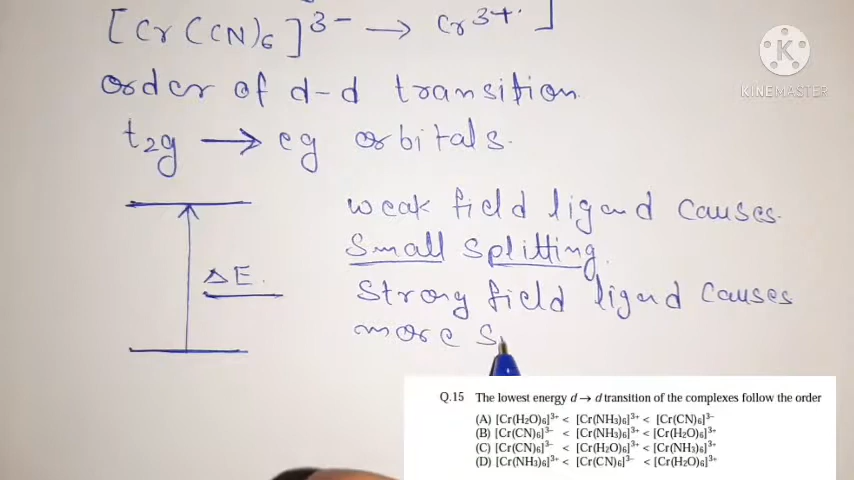 [Cr(CN)6]3- → Cr3+. ]
K
KINEMASTER
order of d-d transition
t2g → eg orbitals.
weak field ligand causes.
Small splitting.
ΔE.
Strong field ligand causes
more s
Q.15 The lowest energy d → d transition of the complexes follow the order
(A) [Cr(H2O)6]3+ < [Cr(NH3)6]3+ < [Cr(CN)6]3−
(B) [Cr(CN)6]3− < [Cr(NH3)6]3+ < [Cr(H2O)6]3+
(C) [Cr(CN)6]3− < [Cr(H2O)6]3+ < [Cr(NH3)6]3+
(D) [Cr(NH3)6]3+ < [Cr(CN)6]3− < [Cr(H2O)6]3+